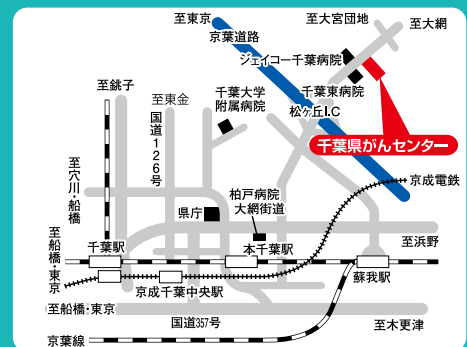 至東京
至大宮団地
至大網
京葉道路
ジェイコー千葉病院
至銚子
至東金
千葉大学
附属病院
千葉東病院
松ヶ丘I.C
国道126号
千葉県がんセンター
至穴川・船橋
京成電鉄
柏戸病院
大網街道
県庁
至船橋・東京
千葉駅
本千葉駅
至浜野
京成千葉中央駅
蘇我駅
至船橋・東京
国道357号
至木更津
京葉線